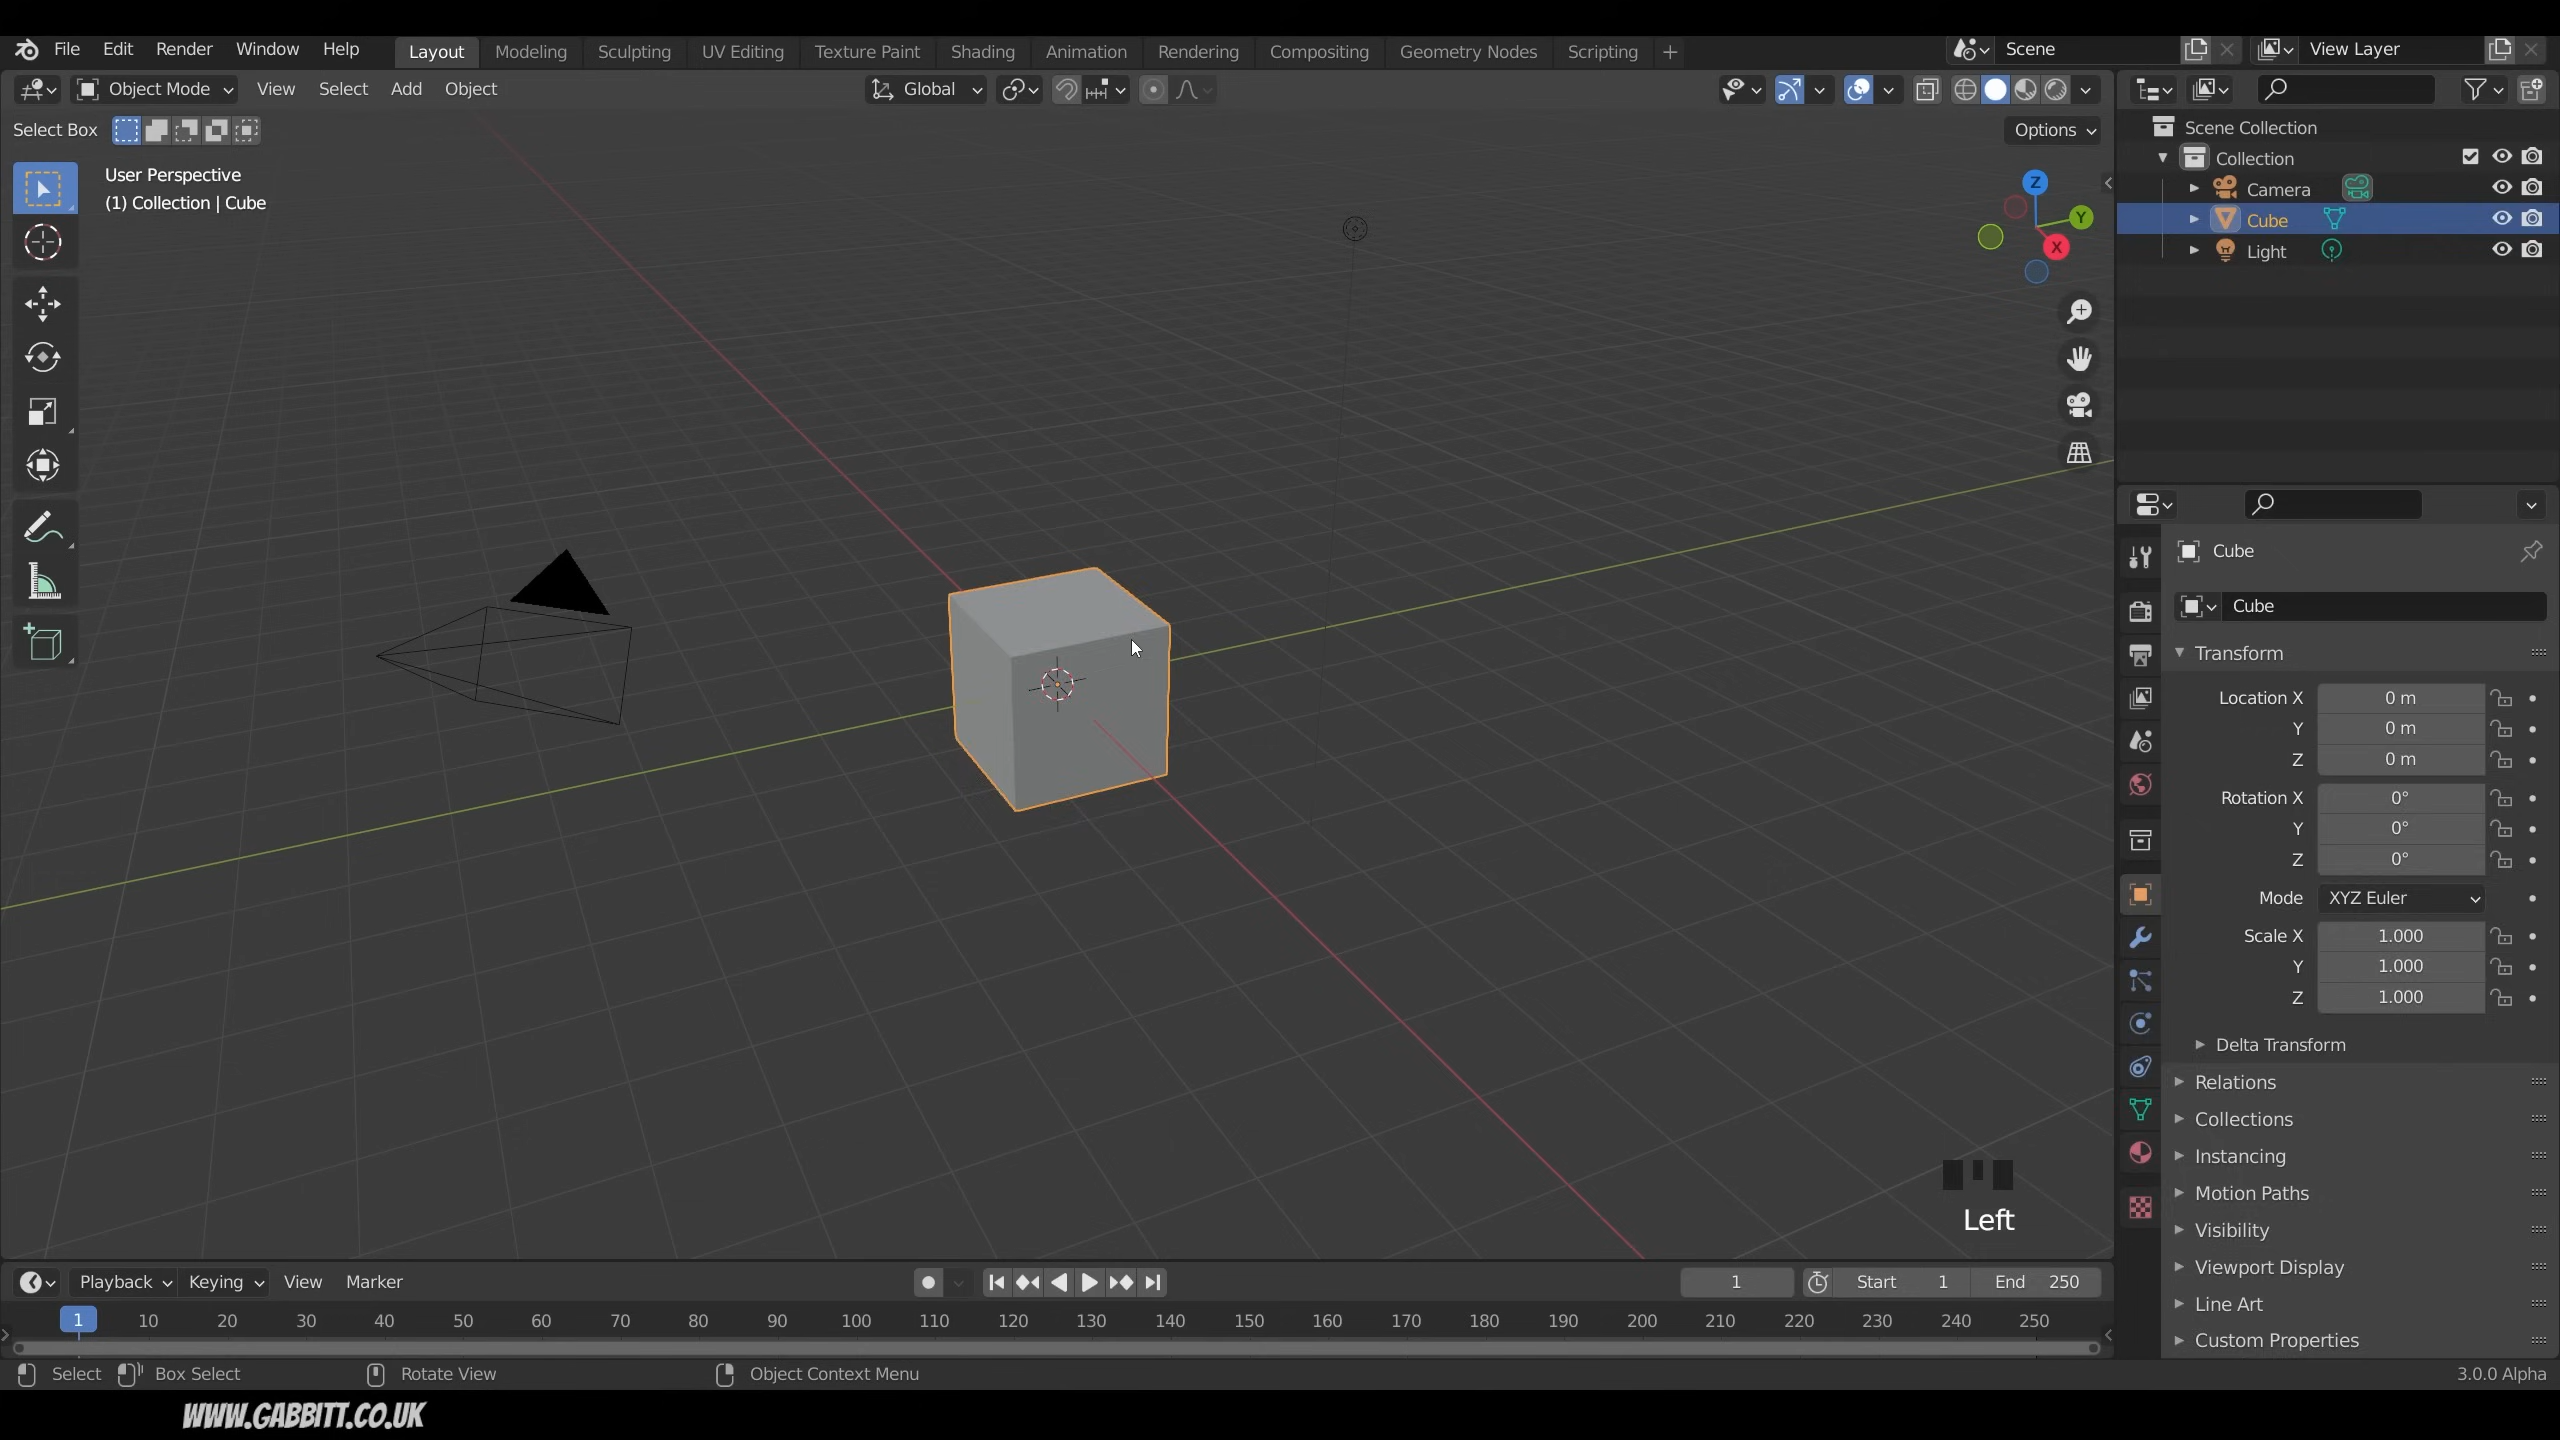 File Edit Render Window Help Layout Modeling Sculpting UV Editing Texture Paint Shading Animation Rendering Compositing Geometry Nodes Scripting + Scene View Layer
Object Mode View Select Add Object Global
Select Box Options
User Perspective
(1) Collection | Cube
Z
Y
X
Scene Collection
Collection
Camera
Cube
Light
Cube
Cube
Transform
Location X 0 m
Y 0 m
Z 0 m
Rotation X 0°
Y 0°
Z 0°
Mode XYZ Euler
Scale X 1.000
Y 1.000
Z 1.000
Delta Transform
Relations
Collections
Instancing
Motion Paths
Visibility
Viewport Display
Line Art
Custom Properties
Left
Playback Keying View Marker 1 Start 1 End 250
1 10 20 30 40 50 60 70 80 90 100 110 120 130 140 150 160 170 180 190 200 210 220 230 240 250
Select Box Select Rotate View Object Context Menu 3.0.0 Alpha
WWW.GABBITT.CO.UK